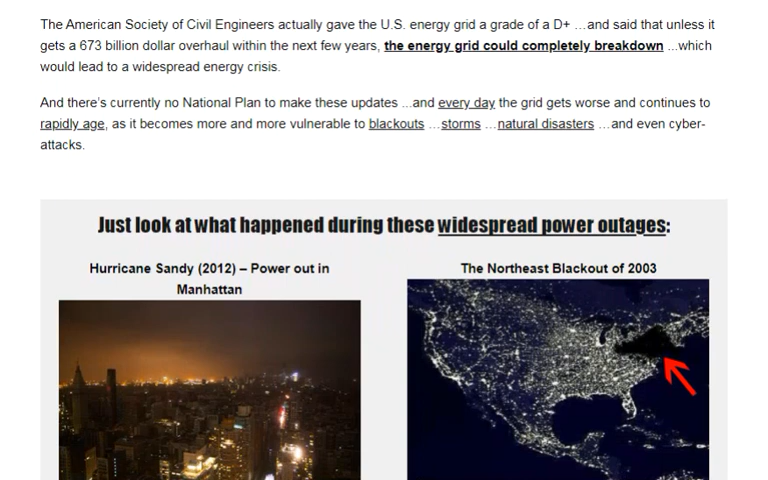 The American Society of Civil Engineers actually gave the U.S. energy grid a grade of a D+ ...and said that unless it
gets a 673 billion dollar overhaul within the next few years, the energy grid could completely breakdown ...which
would lead to a widespread energy crisis.
And there's currently no National Plan to make these updates ...and every day the grid gets worse and continues to
rapidly age, as it becomes more and more vulnerable to blackouts ...storms ...natural disasters ...and even cyber-
attacks.
Just look at what happened during these widespread power outages:
Hurricane Sandy (2012) – Power out in
Manhattan
The Northeast Blackout of 2003